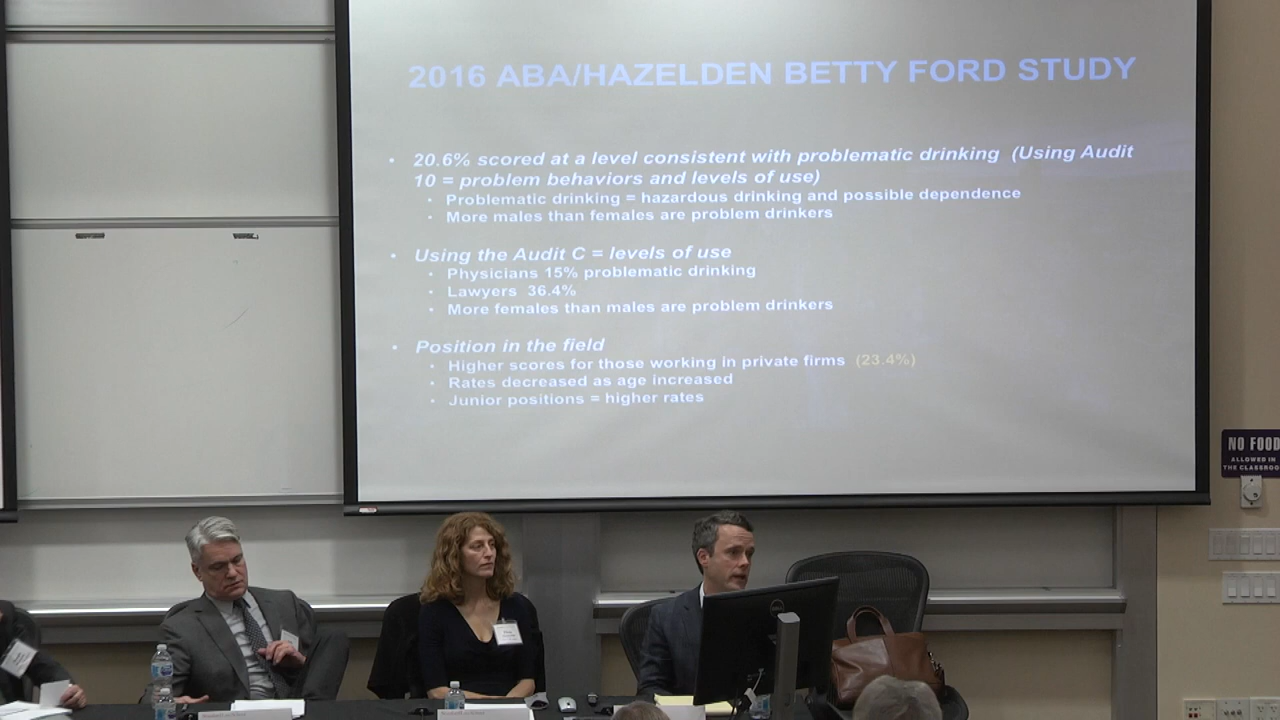 2016 ABA/HAZELDEN BETTY FORD STUDY
• 20.6% scored at a level consistent with problematic drinking (Using Audit
10 = problem behaviors and levels of use)
• Problematic drinking = hazardous drinking and possible dependence
• More males than females are problem drinkers
• Using the Audit C = levels of use
• Physicians 15% problematic drinking
• Lawyers 36.4%
• More females than males are problem drinkers
• Position in the field
• Higher scores for those working in private firms (23.4%)
• Rates decreased as age increased
• Junior positions = higher rates
NO FOOD
ALLOWED IN
THE CLASSROO